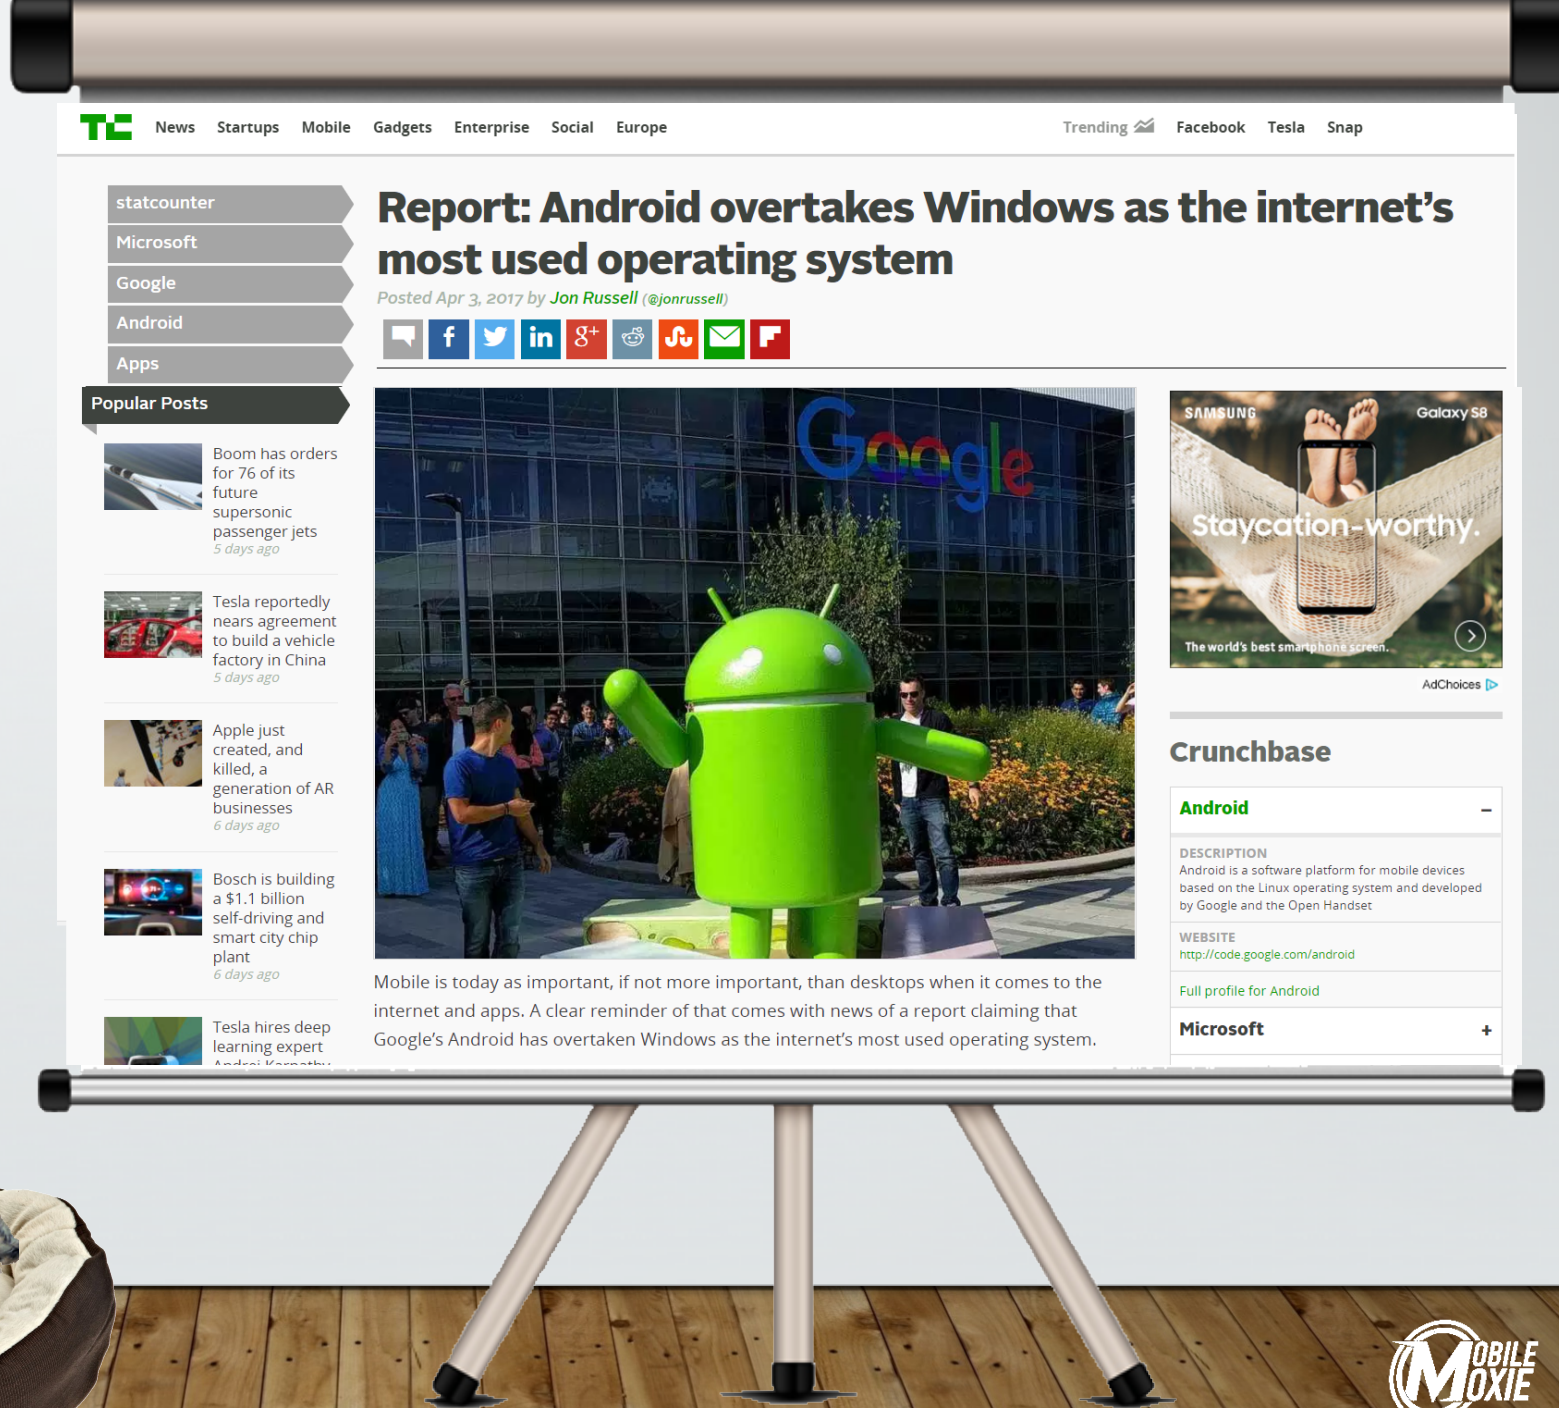 TC News Startups Mobile Gadgets Enterprise Social Europe Trending Facebook Tesla Snap
statcounter
Microsoft
Google
Android
Apps
Report: Android overtakes Windows as the internet's
most used operating system
Posted Apr 3, 2017 by Jon Russell (@jonrussell)
f in g+
Popular Posts
Boom has orders
for 76 of its
future
supersonic
passenger jets
5 days ago
Tesla reportedly
nears agreement
to build a vehicle
factory in China
5 days ago
Apple just
created, and
killed, a
generation of AR
businesses
6 days ago
Bosch is building
a $1.1 billion
self-driving and
smart city chip
plant
6 days ago
Tesla hires deep
learning expert
Andrej Karpathy
Google
Mobile is today as important, if not more important, than desktops when it comes to the
internet and apps. A clear reminder of that comes with news of a report claiming that
Google's Android has overtaken Windows as the internet's most used operating system.
SAMSUNG Galaxy S8
Staycation-worthy.
The world's best smartphone screen.
AdChoices
Crunchbase
Android –
DESCRIPTION
Android is a software platform for mobile devices
based on the Linux operating system and developed
by Google and the Open Handset
WEBSITE
http://code.google.com/android
Full profile for Android
Microsoft +
MOBILE
MOXIE